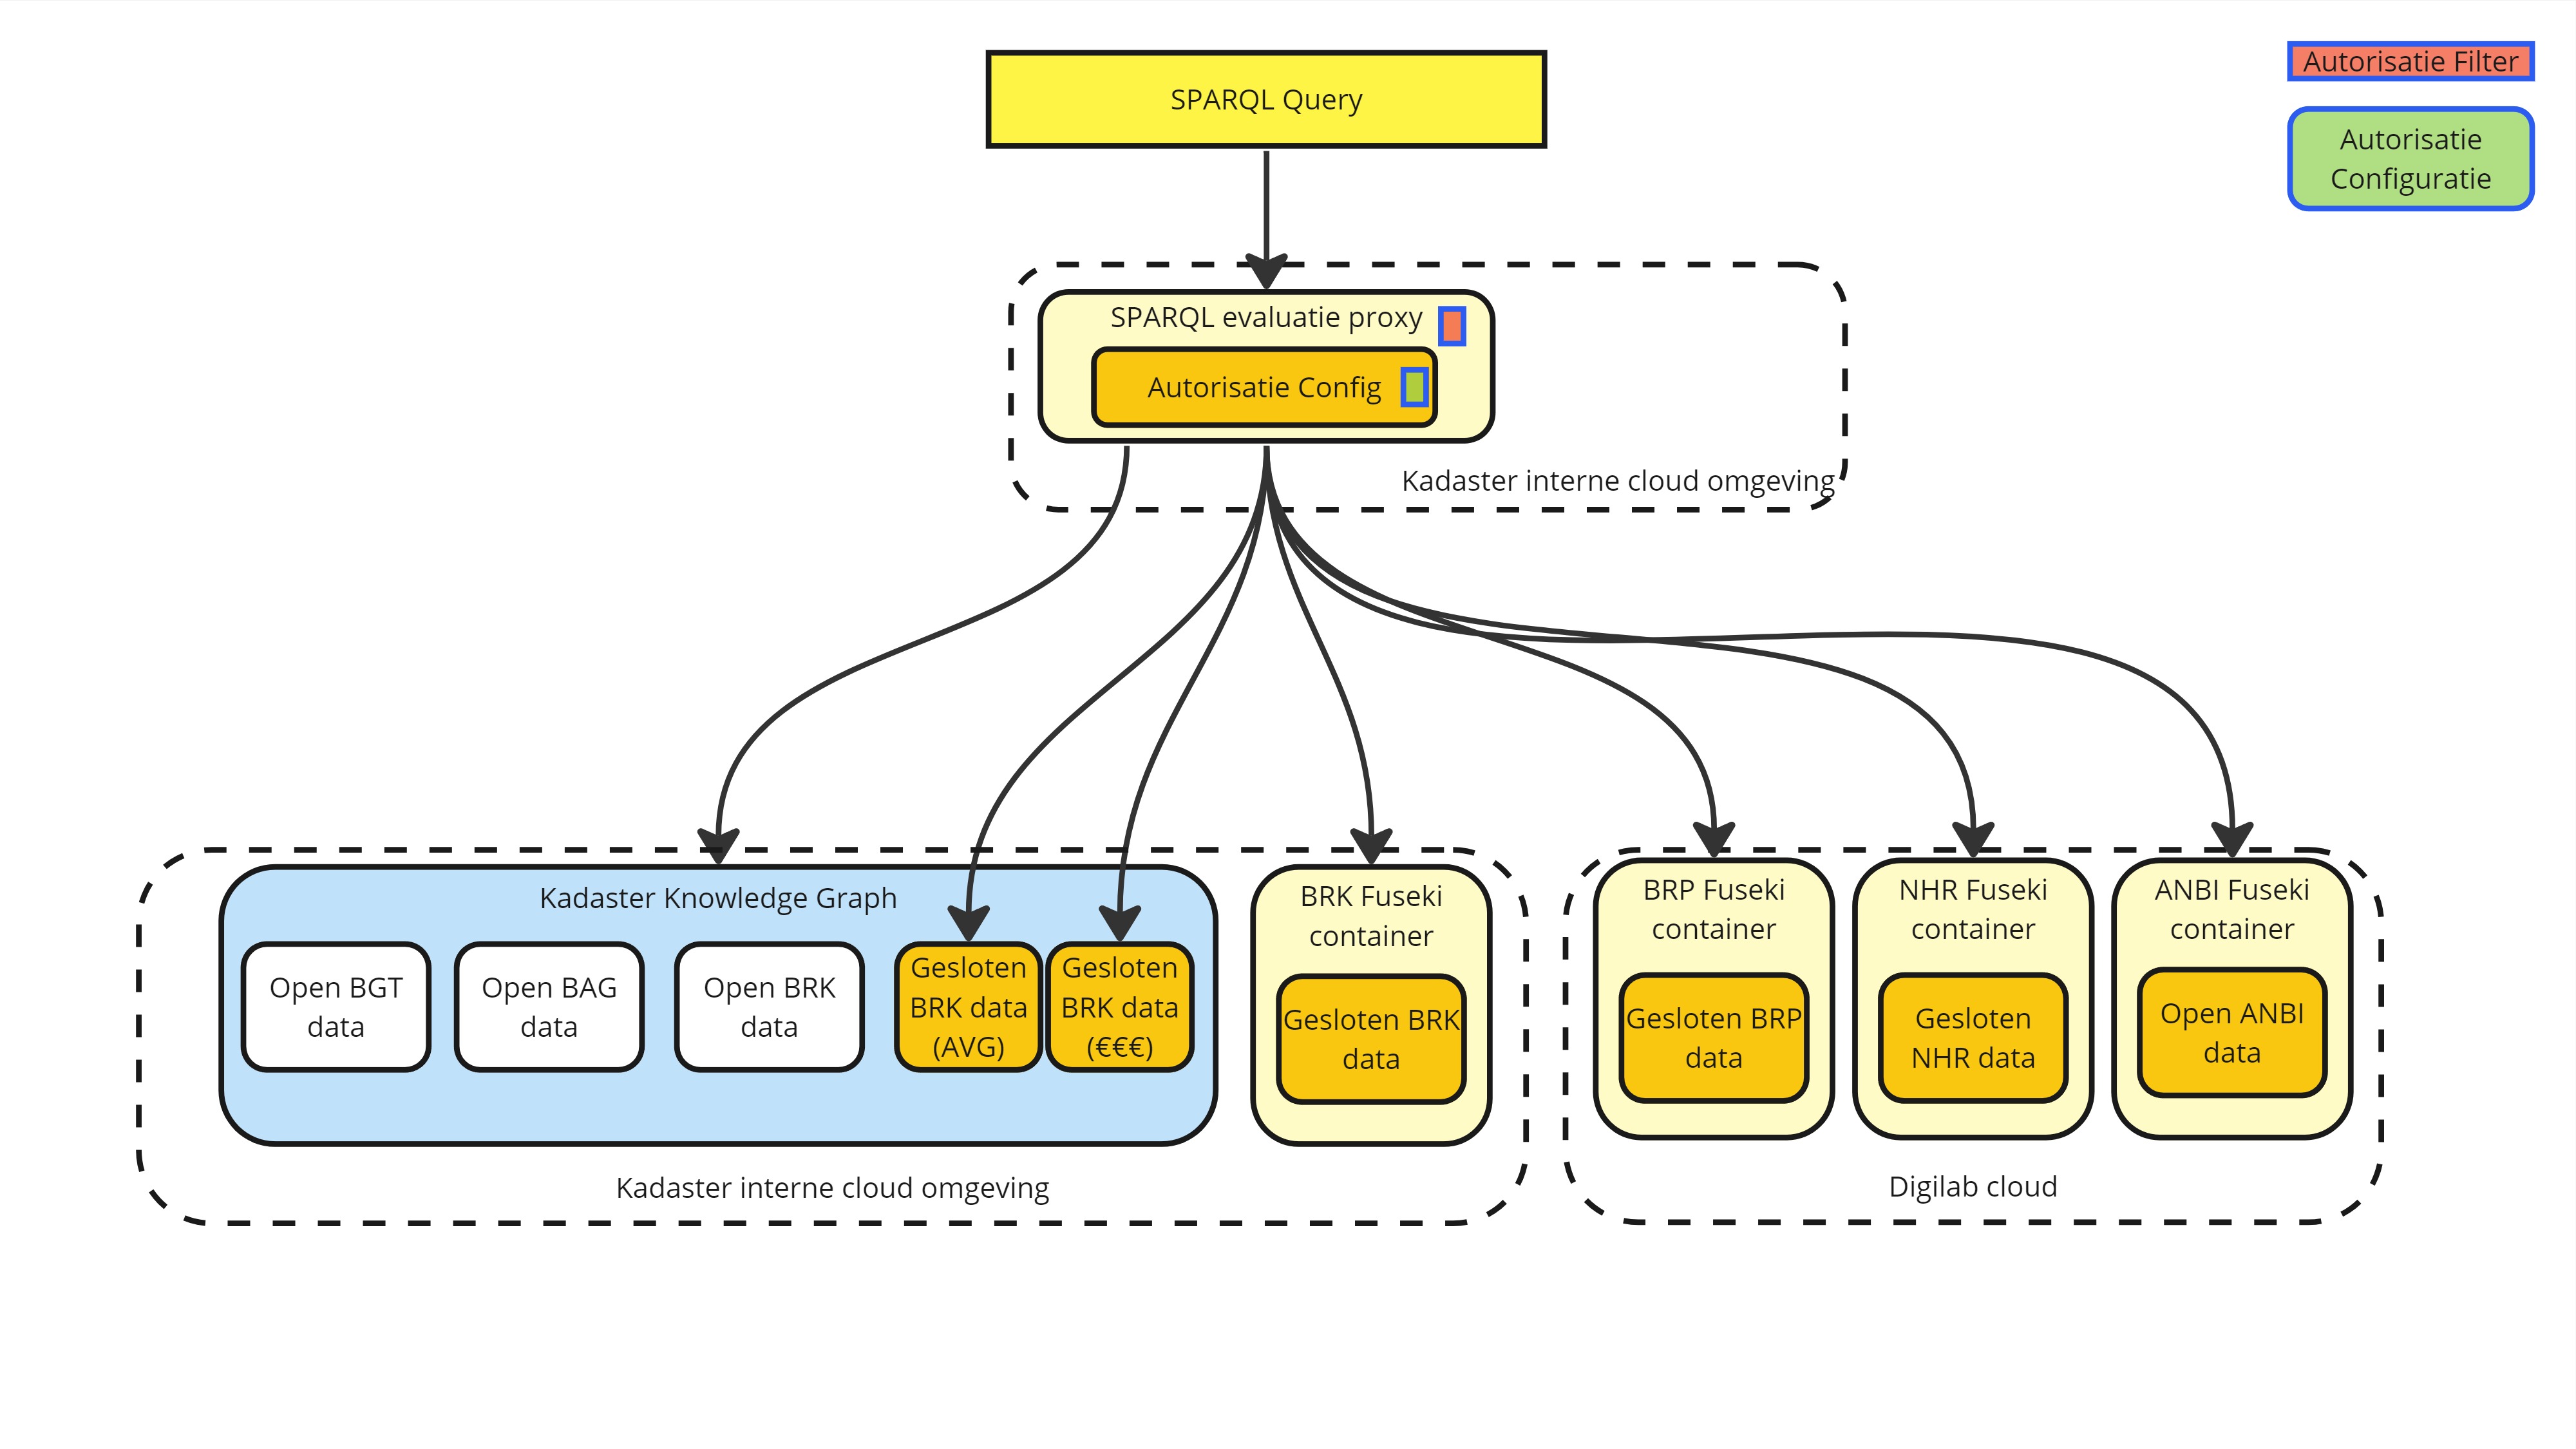 SPARQL Query
Autorisatie Filter
Autorisatie
Configuratie
SPARQL evaluatie proxy
Autorisatie Config
Kadaster interne cloud omgeving
Kadaster Knowledge Graph
Open BGT
data
Open BAG
data
Open BRK
data
Gesloten
BRK data
(AVG)
Gesloten
BRK data
(€€€)
BRK Fuseki
container
Gesloten BRK
data
Kadaster interne cloud omgeving
BRP Fuseki
container
Gesloten BRP
data
NHR Fuseki
container
Gesloten
NHR data
ANBI Fuseki
container
Open ANBI
data
Digilab cloud